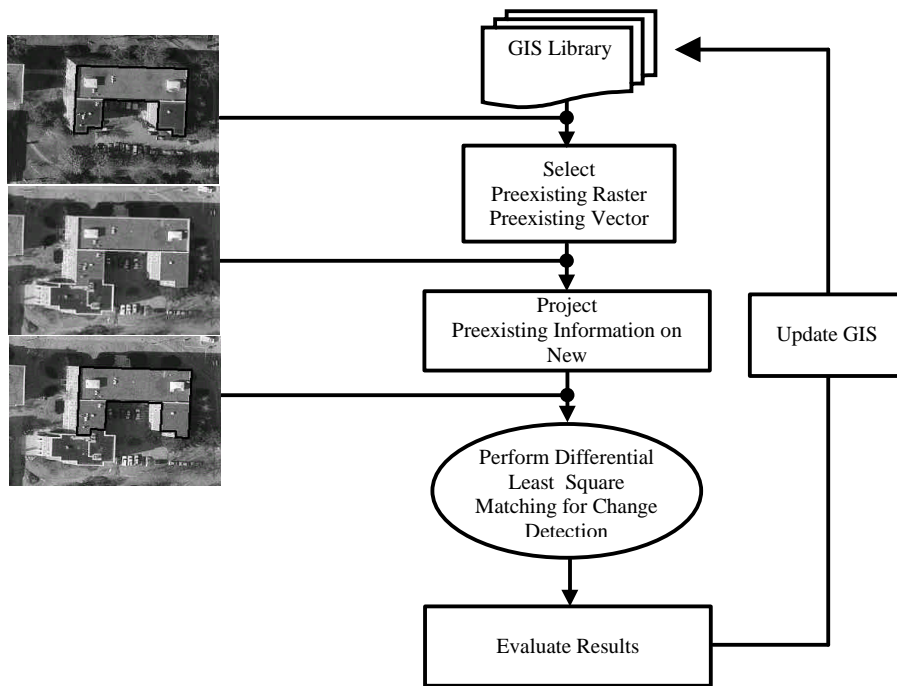 GIS Library
Select
Preexisting Raster
Preexisting Vector
Project
Preexisting Information on
New
Update GIS
Perform Differential
Least Square
Matching for Change
Detection
Evaluate Results